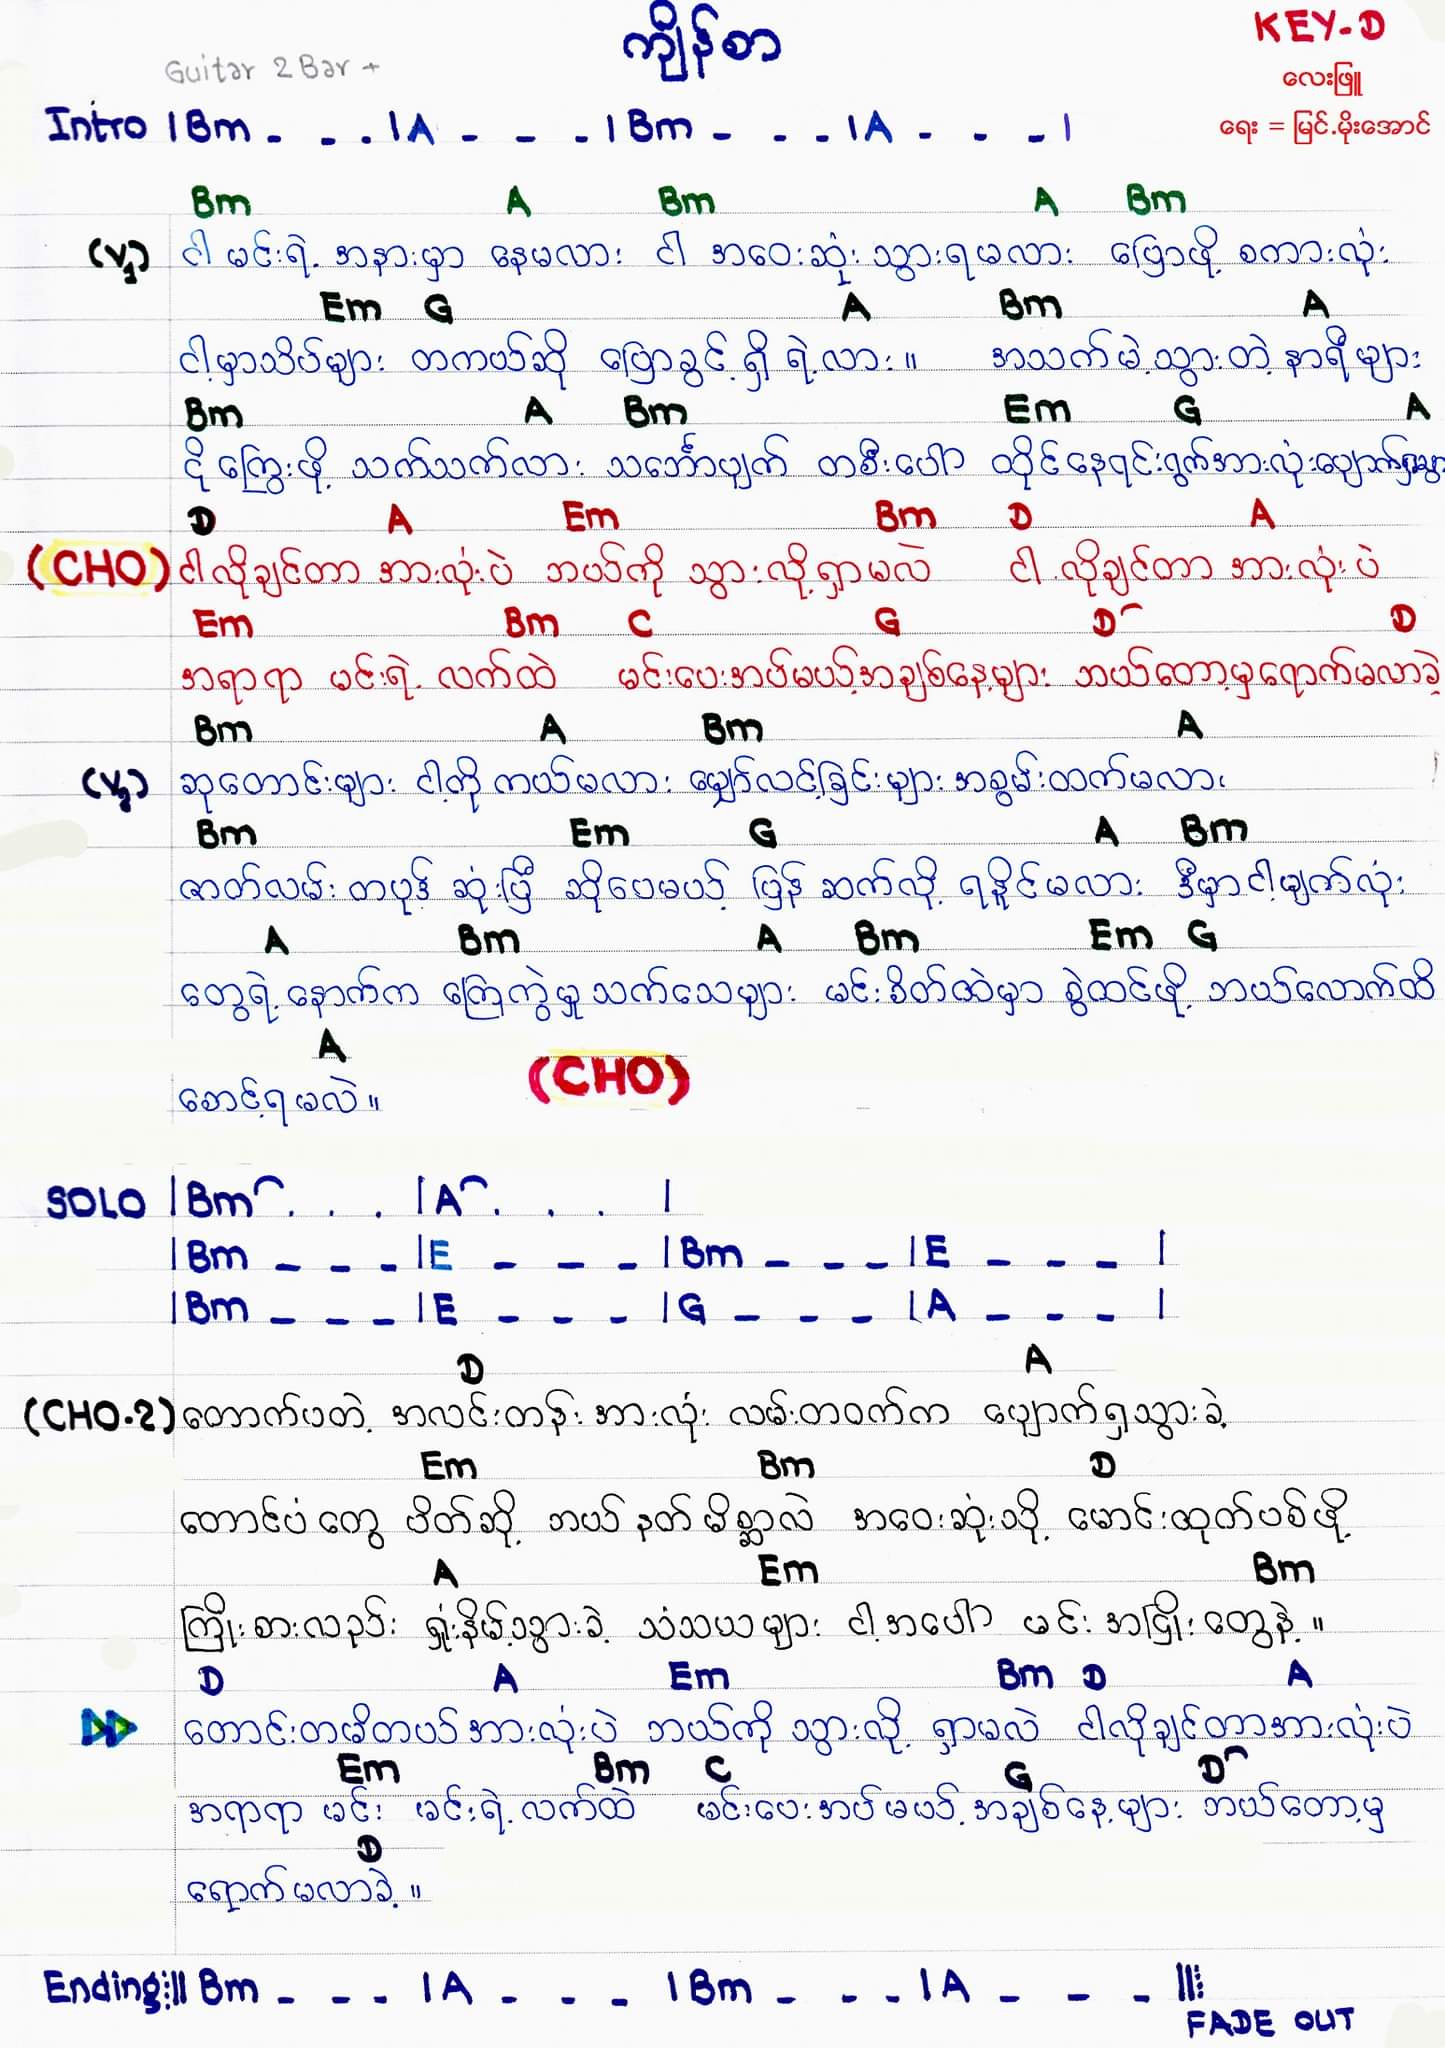 ကျိန်စာ
KEY-D
Guitar 2 Bar +
လေးဖြူ
ရေး = မြင့်.မိုးအောင်
Intro | Bm - - - | A - - - | Bm - - - | A - - - |
Bm A Bm A Bm
(V1) ငါ မင်းရဲ့ အနားမှာ နေမလား ငါ အဝေးဆုံး သွားရမလား ပြောဖို့ စကားလုံး
Em G A Bm A
ငါ့မှာသိပ်များ တကယ်ဆို ပြောခွင့်ရှိရဲ့လား။ အသက်မဲ့သွားတဲ့နာရီများ
Bm A Bm Em G A
ငိုကြွေးဖို့ သက်သက်လား သင်္ဘောပျက် တစီးပေါ် ထိုင်နေရင်းရွက်အားလုံးပျောက်ရှသွား
D A Em Bm D A
(CHO) ငါလိုချင်တာ အားလုံးပဲ ဘယ်ကို သွားလို့ရှာမလဲ ငါ လိုချင်တာ အားလုံးပဲ
Em Bm C G D⌒ D
အရာရာ မင်းရဲ့ လက်ထဲ မင်းပေးအပ်မယ့်အချစ်နေ့များ ဘယ်တော့မှရောက်မလာခဲ့
Bm A Bm A
(V2) ဆုတောင်းများ ငါ့ကို ကယ်မလား မျှော်လင့်ခြင်းများ အစွမ်းထက်မလား
Bm Em G A Bm
ဇာတ်လမ်းတပုဒ် ဆုံးပြီ ဆိုပေမယ့် ပြန်ဆက်လို့ ရနိူင်မလား ဒီမှာငါ့မျက်လုံး
A Bm A Bm Em G
တွေရဲ့နောက်က ကြေကွဲမှုသက်သေများ မင်းစိတ်ထဲမှာ စွဲထင်ဖို့ ဘယ်လောက်ထိ
A
စောင့်ရမလဲ။ (CHO)
SOLO | Bm⌒ . . . | A⌒ . . . |
| Bm - - - | E - - - | Bm - - - | E - - - |
| Bm - - - | E - - - | G - - - | A - - - |
D A
(CHO-2) တောက်ပတဲ့ အလင်းတန်း အားလုံး လမ်းတဝက်က ပျောက်ရှသွားခဲ့
Em Bm D
တောင်ပံတွေ ဖိတ်ဆို့ ဘယ်နတ်မိစ္ဆာလဲ အဝေးဆုံးသို့ မောင်းထုတ်ပစ်ဖို့
A Em Bm
ကြိုးစားလည်း ရှုံးနိမ့်သွားခဲ့ သံသယများ ငါ့အပေါ် မင်း အငြိုးတွေနဲ့။
D A Em Bm D A
တောင်းတမိတယ်အားလုံးပဲ ဘယ်ကို သွားလို့ ရှာမလဲ ငါလိုချင်တာအားလုံးပဲ
Em Bm C G D⌒
အရာရာ မင်း မင်းရဲ့လက်ထဲ မင်းပေးအပ်မယ့်အချစ်နေ့များ ဘယ်တော့မှ
D
ရောက်မလာခဲ့။
Ending :|| Bm - - - | A - - - | Bm - - - | A - - - ||:
FADE OUT